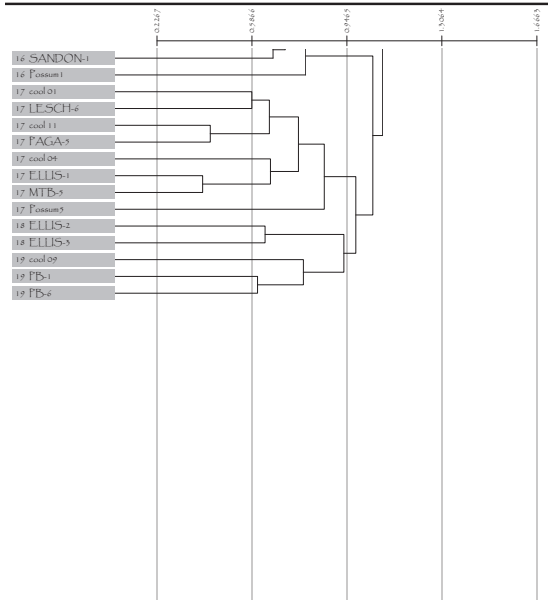 0.2267 0.5866 0.9465 1.3064 1.6663
16 SANDON-1
16 Possum1
17 cool 01
17 LESCH-6
17 cool 11
17 PAGA-5
17 cool 04
17 ELLIS-1
17 MTB-5
17 Possum5
18 ELLIS-2
18 ELLIS-3
19 cool 09
19 PB-1
19 PB-6